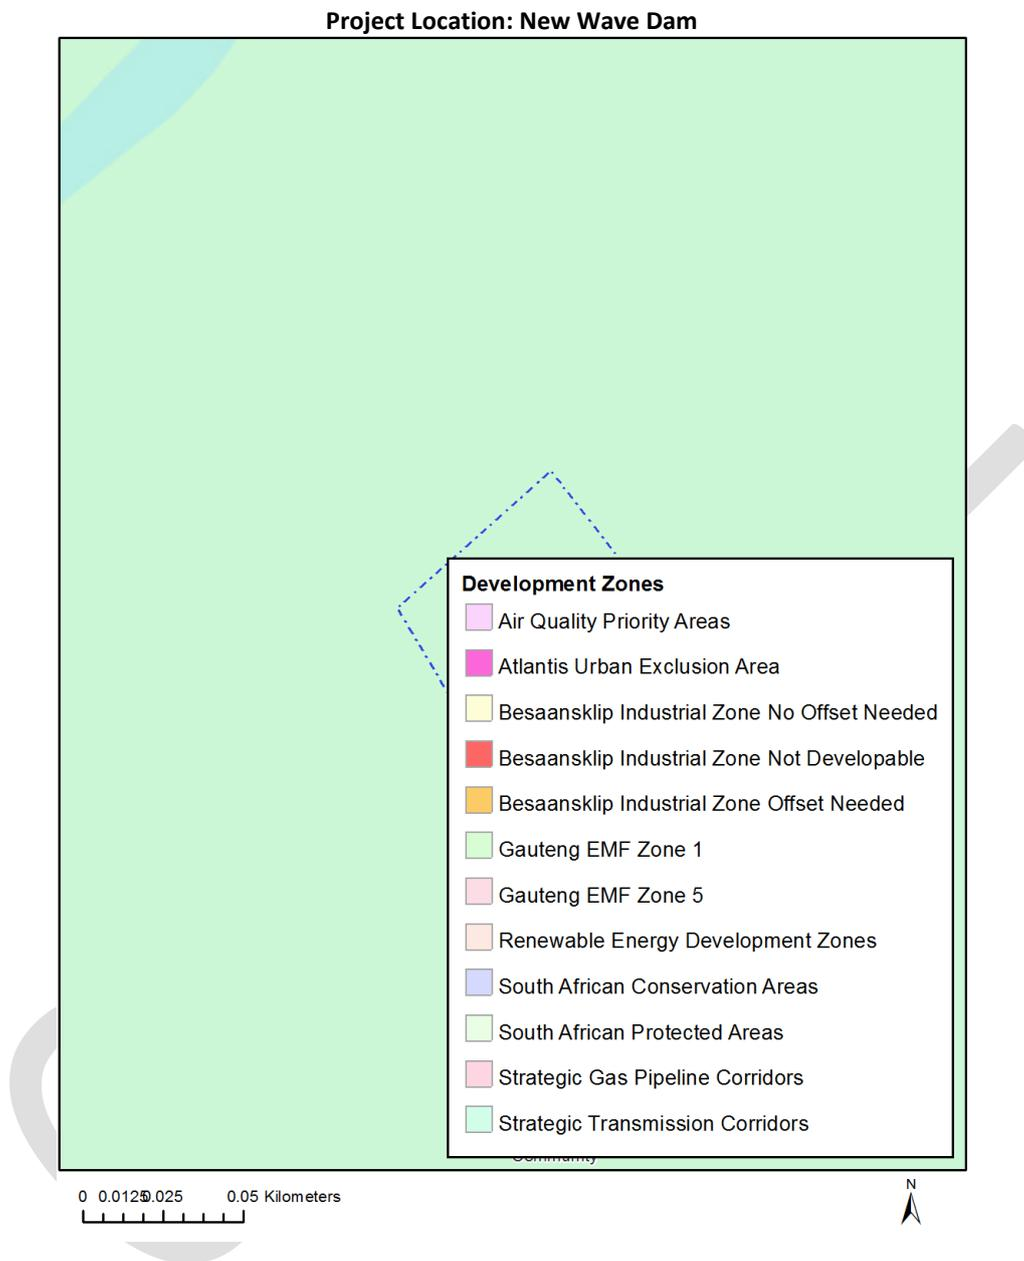 Project Location: New Wave Dam
Development Zones
Air Quality Priority Areas
Atlantis Urban Exclusion Area
Besaansklip Industrial Zone No Offset Needed
Besaansklip Industrial Zone Not Developable
Besaansklip Industrial Zone Offset Needed
Gauteng EMF Zone 1
Gauteng EMF Zone 5
Renewable Energy Development Zones
South African Conservation Areas
South African Protected Areas
Strategic Gas Pipeline Corridors
Strategic Transmission Corridors
Community
0 0.0125 0.025 0.05 Kilometers
N